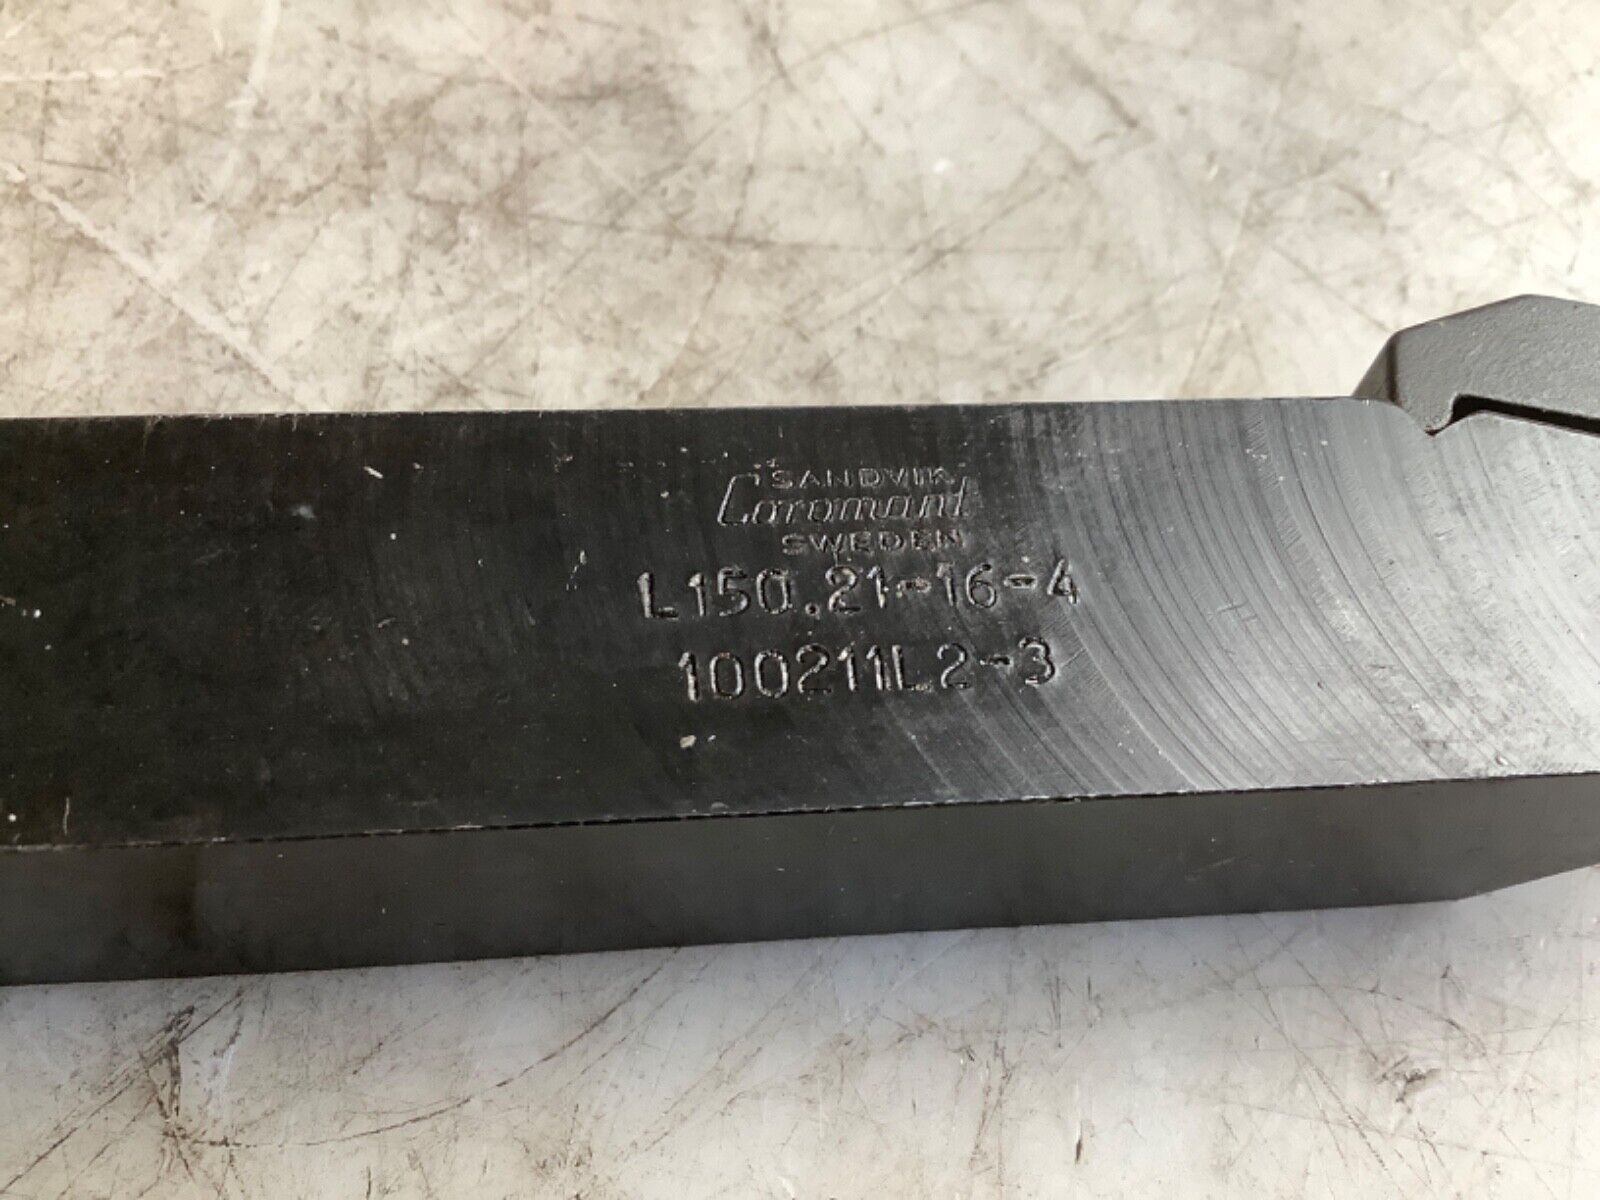 SANDVIK
Coromant
SWEDEN
L150.21-16-4
100211L2-3